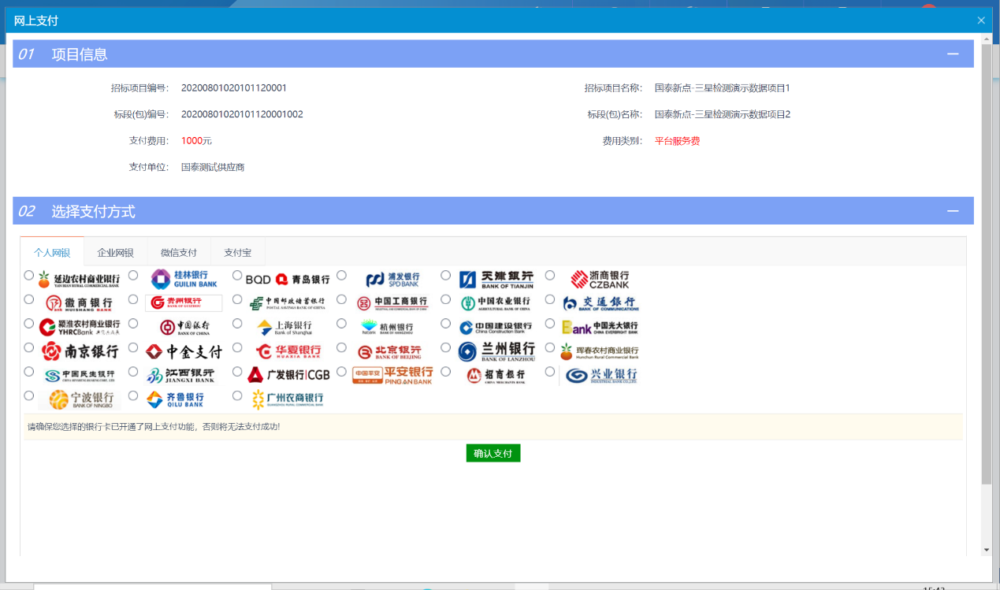 网上支付
01 项目信息
招标项目编号： 20200801020101120001 招标项目名称： 国泰新点-三星检测演示数据项目1
标段(包)编号： 20200801020101120001002 标段(包)名称： 国泰新点-三星检测演示数据项目2
支付费用： 1000元 费用类别： 平台服务费
支付单位： 国泰测试供应商
02 选择支付方式
个人网银 企业网银 微信支付 支付宝
延边农村商业银行 桂林银行 BQD 青岛银行 浦发银行 天津银行 浙商银行
YANBIAN RURAL COMMERCIAL BANK GUILIN BANK SPD BANK BANK OF TIANJIN CZBANK
徽商银行 贵州银行 中国邮政储蓄银行 中国工商银行 中国农业银行 交通银行
HUISHANG BANK BANK OF GUIZHOU POSTAL SAVINGS BANK OF CHINA INDUSTRIAL AND COMMERCIAL BANK OF CHINA AGRICULTURAL BANK OF CHINA BANK OF COMMUNICATIONS
颍淮农村商业银行 中国银行 上海银行 杭州银行 中国建设银行 Bank 中国光大银行
YHRCBank BANK OF CHINA Bank of Shanghai BANK OF HANGZHOU China Construction Bank CHINA EVERBRIGHT BANK
南京银行 中金支付 华夏银行 北京银行 兰州银行 珲春农村商业银行
HUAXIA BANK BANK OF BEIJING BANK OF LANZHOU Hunchun Rural Commercial Bank
中国民生银行 江西银行 广发银行|CGB 中国平安 平安银行 招商银行 兴业银行
CHINA MINSHENG BANKING CORP., LTD. JIANGXI BANK PING AN BANK CHINA MERCHANTS BANK INDUSTRIAL BANK CO.,LTD.
宁波银行 齐鲁银行 广州农商银行
BANK OF NINGBO QILU BANK GUANGZHOU RURAL COMMERCIAL BANK
请确保您选择的银行卡已开通了网上支付功能，否则将无法支付成功!
确认支付